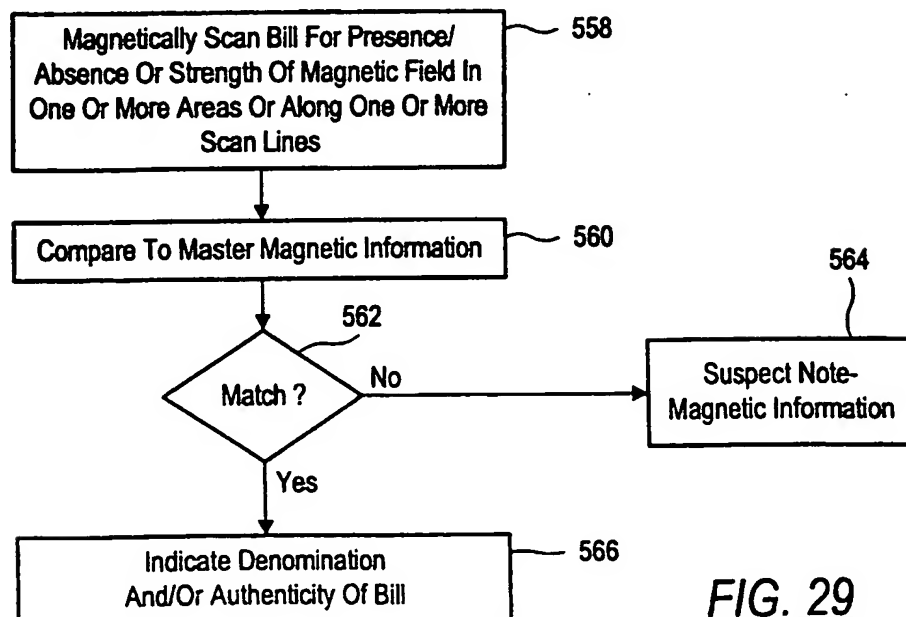 Magnetically Scan Bill For Presence/
Absence Or Strength Of Magnetic Field In
One Or More Areas Or Along One Or More
Scan Lines
558
Compare To Master Magnetic Information
560
562
Match ?
No
564
Suspect Note-
Magnetic Information
Yes
Indicate Denomination
And/Or Authenticity Of Bill
566
FIG. 29